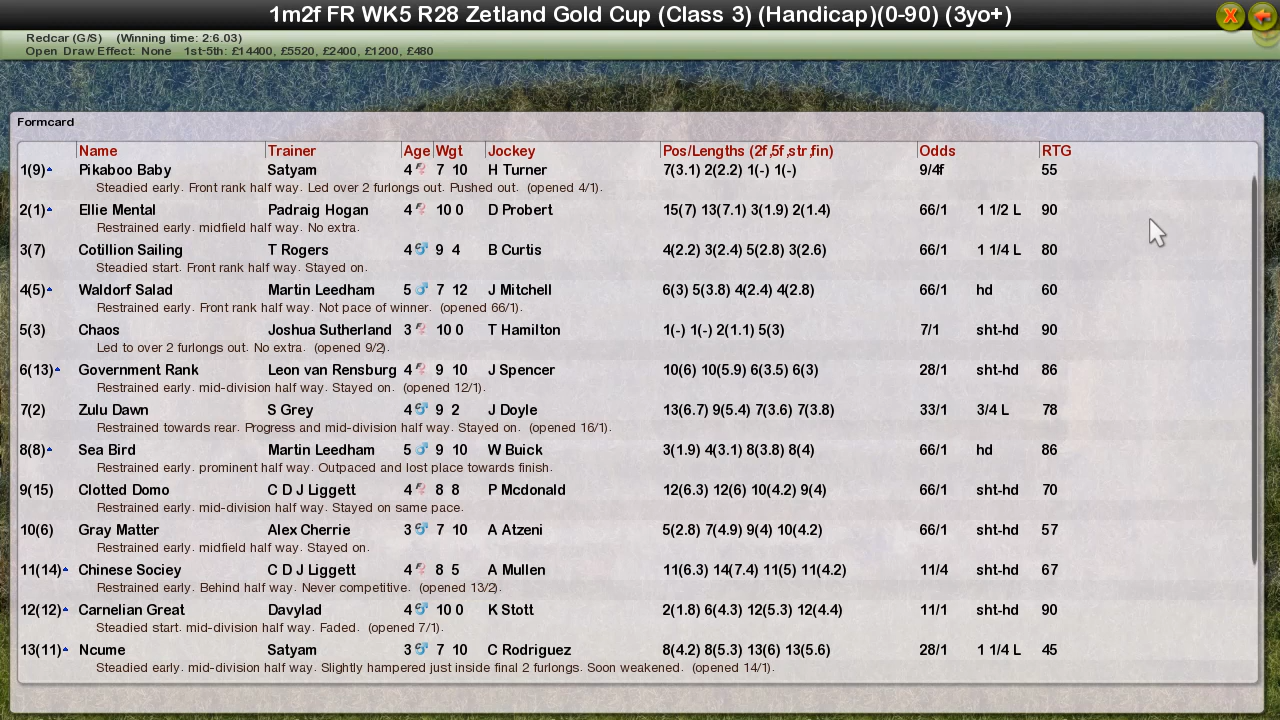 1m2f FR WK5 R28 Zetland Gold Cup (Class 3) (Handicap)(0-90) (3yo+)
Redcar (G/S) (Winning time: 2:6.03)
Open Draw Effect: None 1st-5th: £14400, £5520, £2400, £1200, £480
Formcard
Name Trainer Age Wgt Jockey Pos/Lengths (2f,5f,str,fin) Odds RTG
1(9) Pikaboo Baby Satyam 4 7 10 H Turner 7(3.1) 2(2.2) 1(-) 1(-) 9/4f 55
Steadied early. Front rank half way. Led over 2 furlongs out. Pushed out. (opened 4/1).
2(1) Ellie Mental Padraig Hogan 4 10 0 D Probert 15(7) 13(7.1) 3(1.9) 2(1.4) 66/1 1 1/2 L 90
Restrained early. midfield half way. No extra.
3(7) Cotillion Sailing T Rogers 4 9 4 B Curtis 4(2.2) 3(2.4) 5(2.8) 3(2.6) 66/1 1 1/4 L 80
Steadied start. Front rank half way. Stayed on.
4(5) Waldorf Salad Martin Leedham 5 7 12 J Mitchell 6(3) 5(3.8) 4(2.4) 4(2.8) 66/1 hd 60
Restrained early. Front rank half way. Not pace of winner. (opened 66/1).
5(3) Chaos Joshua Sutherland 3 10 0 T Hamilton 1(-) 1(-) 2(1.1) 5(3) 7/1 sht-hd 90
Led to over 2 furlongs out. No extra. (opened 9/2).
6(13) Government Rank Leon van Rensburg 4 9 10 J Spencer 10(6) 10(5.9) 6(3.5) 6(3) 28/1 sht-hd 86
Restrained early. mid-division half way. Stayed on. (opened 12/1).
7(2) Zulu Dawn S Grey 4 9 2 J Doyle 13(6.7) 9(5.4) 7(3.6) 7(3.8) 33/1 3/4 L 78
Restrained towards rear. Progress and mid-division half way. Stayed on. (opened 16/1).
8(8) Sea Bird Martin Leedham 5 9 10 W Buick 3(1.9) 4(3.1) 8(3.8) 8(4) 66/1 hd 86
Restrained early. prominent half way. Outpaced and lost place towards finish.
9(15) Clotted Domo C D J Liggett 4 8 8 P Mcdonald 12(6.3) 12(6) 10(4.2) 9(4) 66/1 sht-hd 70
Restrained early. mid-division half way. Stayed on same pace.
10(6) Gray Matter Alex Cherrie 3 7 10 A Atzeni 5(2.8) 7(4.9) 9(4) 10(4.2) 66/1 sht-hd 57
Restrained early. midfield half way. Stayed on.
11(14) Chinese Sociey C D J Liggett 4 8 5 A Mullen 11(6.3) 14(7.4) 11(5) 11(4.2) 11/4 sht-hd 67
Restrained early. Behind half way. Never competitive. (opened 13/2).
12(12) Carnelian Great Davylad 4 10 0 K Stott 2(1.8) 6(4.3) 12(5.3) 12(4.4) 11/1 sht-hd 90
Steadied start. mid-division half way. Faded. (opened 7/1).
13(11) Ncume Satyam 3 7 10 C Rodriguez 8(4.2) 8(5.3) 13(6) 13(5.6) 28/1 1 1/4 L 45
Steadied early. mid-division half way. Slightly hampered just inside final 2 furlongs. Soon weakened. (opened 14/1).